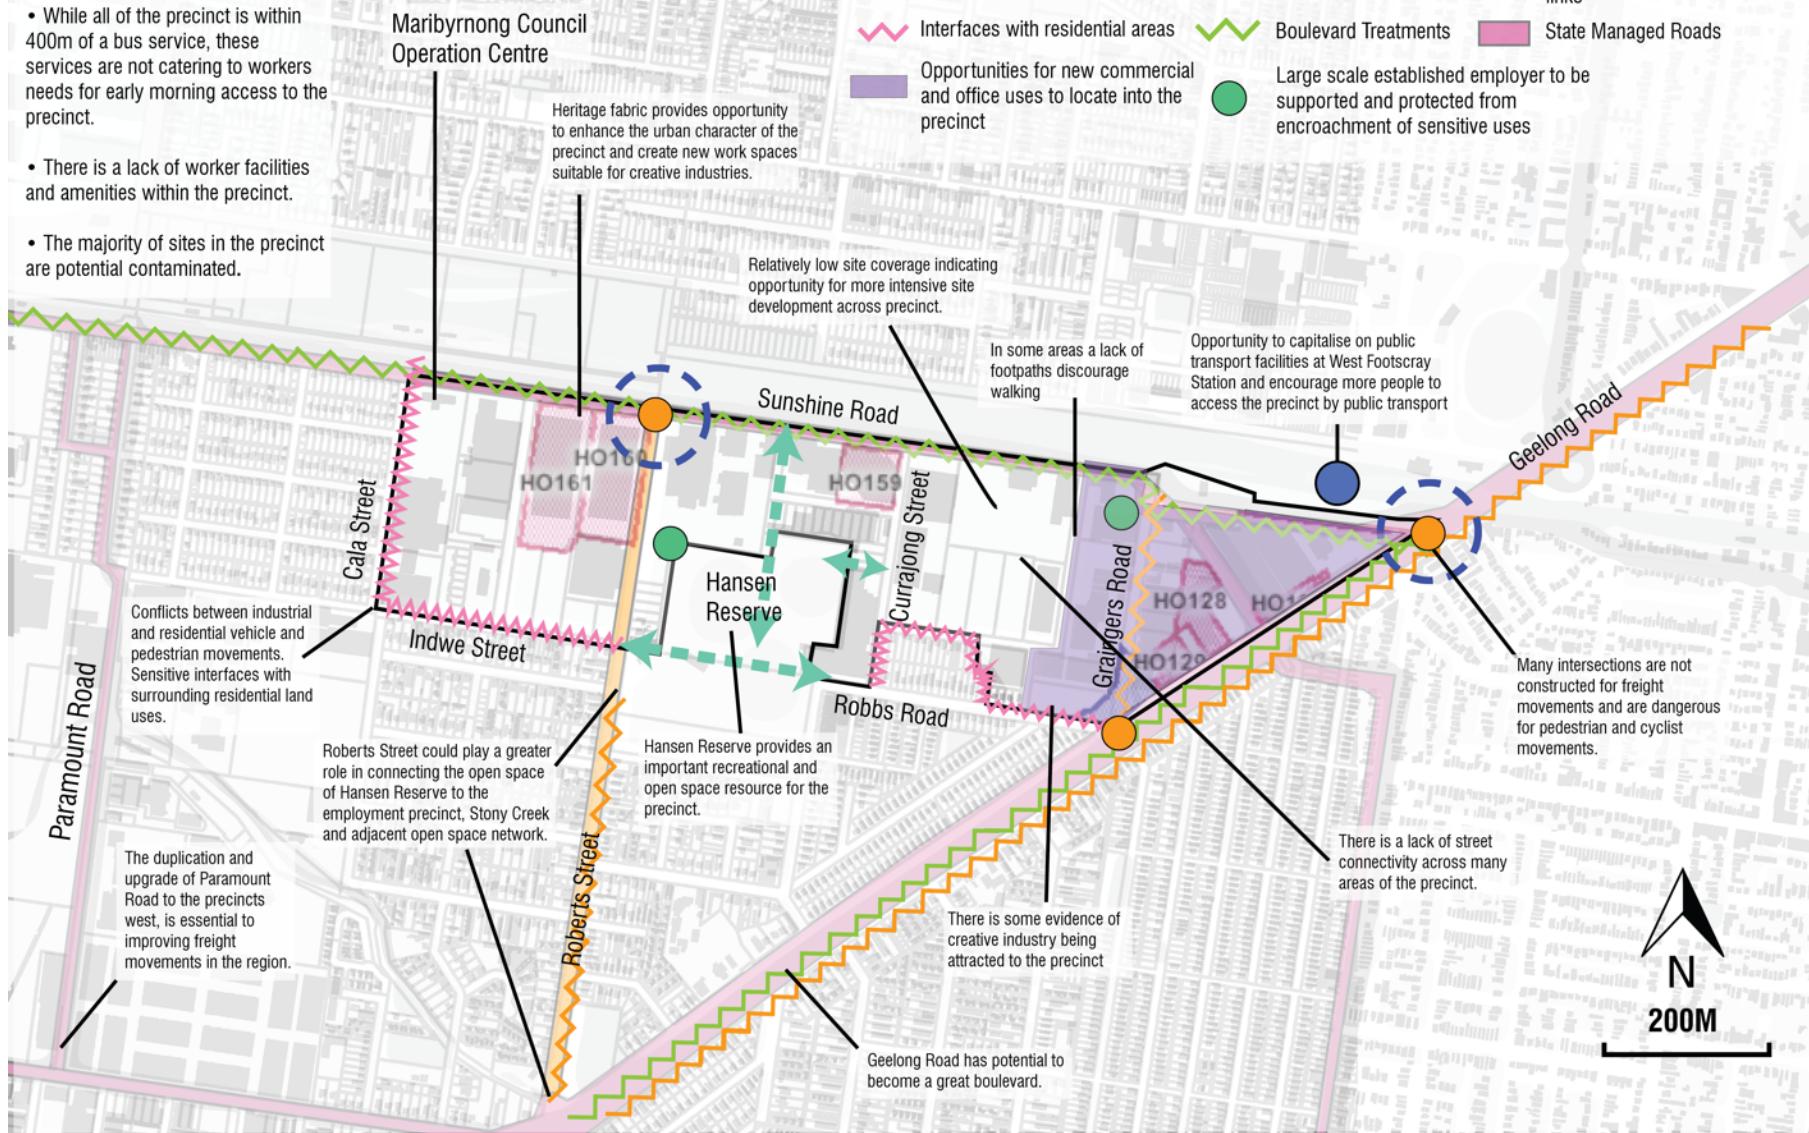 • While all of the precinct is within
400m of a bus service, these
services are not catering to workers
needs for early morning access to the
precinct.
• There is a lack of worker facilities
and amenities within the precinct.
• The majority of sites in the precinct
are potential contaminated.
Maribyrnong Council
Operation Centre
links
Interfaces with residential areas
Boulevard Treatments
State Managed Roads
Opportunities for new commercial
and office uses to locate into the
precinct
Large scale established employer to be
supported and protected from
encroachment of sensitive uses
Heritage fabric provides opportunity
to enhance the urban character of the
precinct and create new work spaces
suitable for creative industries.
Relatively low site coverage indicating
opportunity for more intensive site
development across precinct.
In some areas a lack of
footpaths discourage
walking
Opportunity to capitalise on public
transport facilities at West Footscray
Station and encourage more people to
access the precinct by public transport
Geelong Road
Sunshine Road
HO160
HO161
HO159
Cala Street
Currajong Street
Graingers Road
Hansen
Reserve
HO128
HO129
Indwe Street
Robbs Road
Paramount Road
Roberts Street
Conflicts between industrial
and residential vehicle and
pedestrian movements.
Sensitive interfaces with
surrounding residential land
uses.
Many intersections are not
constructed for freight
movements and are dangerous
for pedestrian and cyclist
movements.
Roberts Street could play a greater
role in connecting the open space
of Hansen Reserve to the
employment precinct, Stony Creek
and adjacent open space network.
Hansen Reserve provides an
important recreational and
open space resource for the
precinct.
The duplication and
upgrade of Paramount
Road to the precincts
west, is essential to
improving freight
movements in the region.
There is a lack of street
connectivity across many
areas of the precinct.
There is some evidence of
creative industry being
attracted to the precinct
Geelong Road has potential to
become a great boulevard.
N
200M